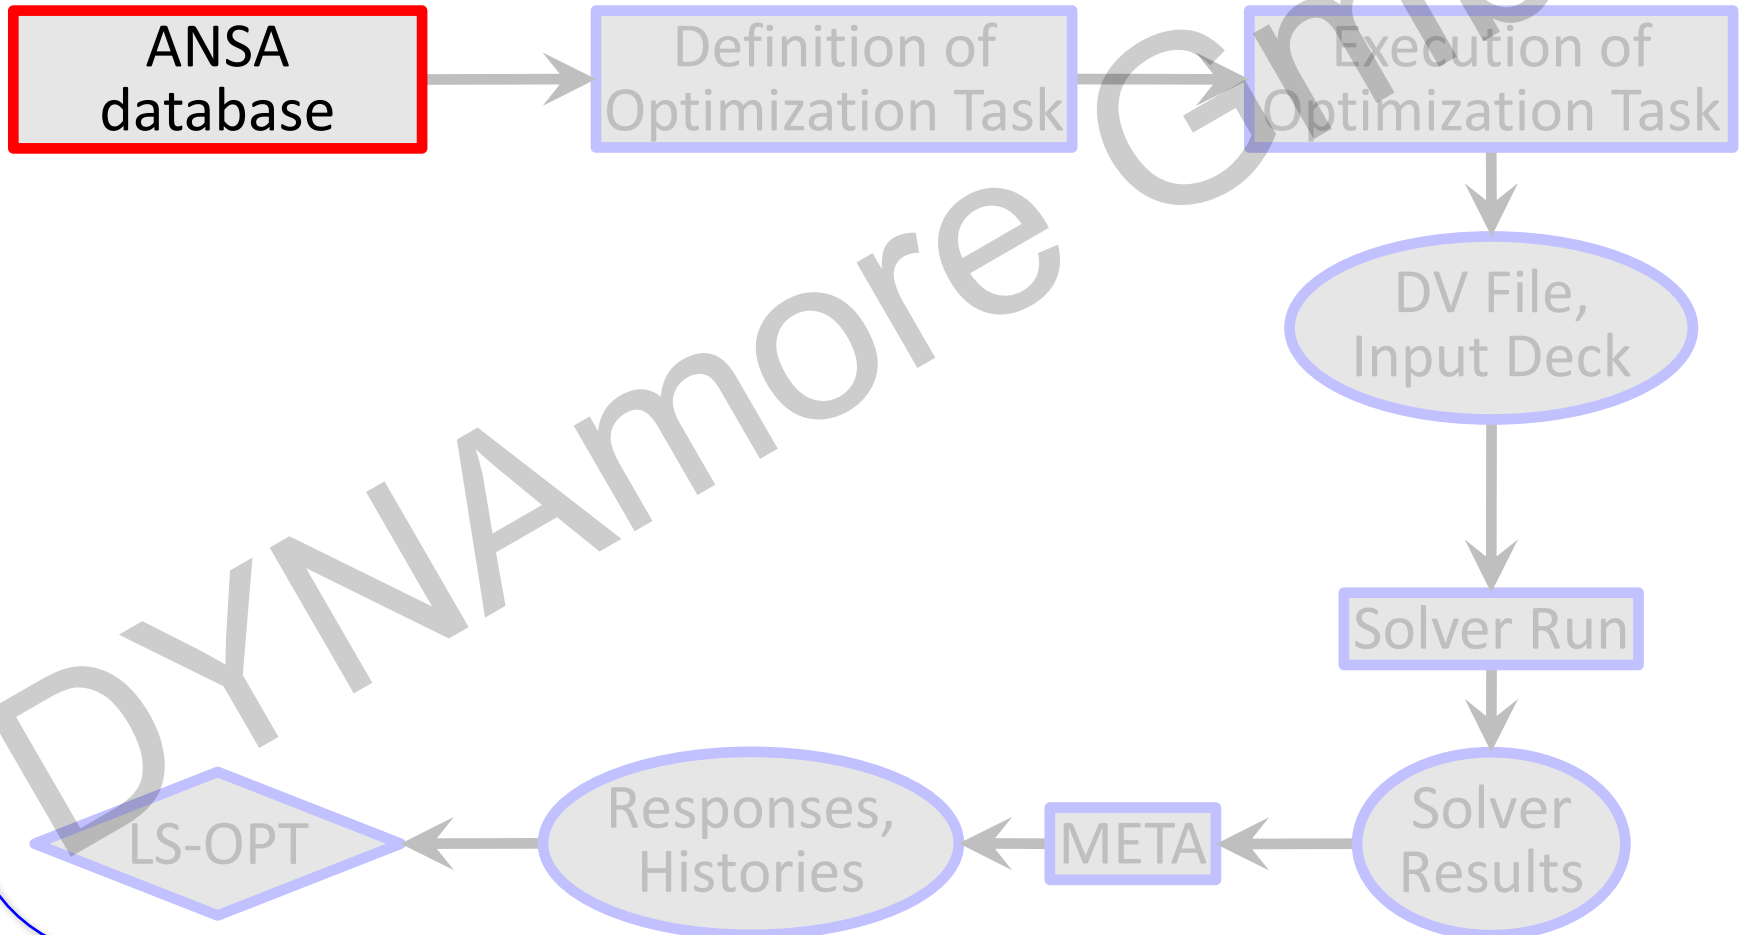 ANSA
database
Definition of
Optimization Task
Execution of
Optimization Task
DV File,
Input Deck
Solver Run
Solver
Results
META
Responses,
Histories
LS-OPT
DYNAmore Gmb